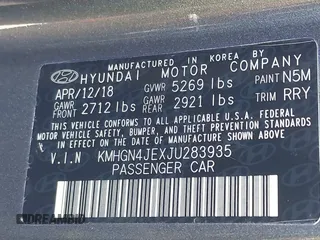 MANUFACTURED IN KOREA BY
HYUNDAI MOTOR COMPANY
APR/12/18 GVWR 5269 lbs PAINT N5M
GAWR FRT 2712 lbs GAWR RR 2921 lbs TRIM RRY
THIS VEHICLE CONFORMS TO ALL APPLICABLE FEDERAL MOTOR VEHICLE
SAFETY, BUMPER, AND THEFT PREVENTION STANDARDS IN EFFECT ON THE
DATE OF MANUFACTURE SHOWN ABOVE.
V.I.N KMHGN4JEXJU283935
PASSENGER CAR
DREAMBID